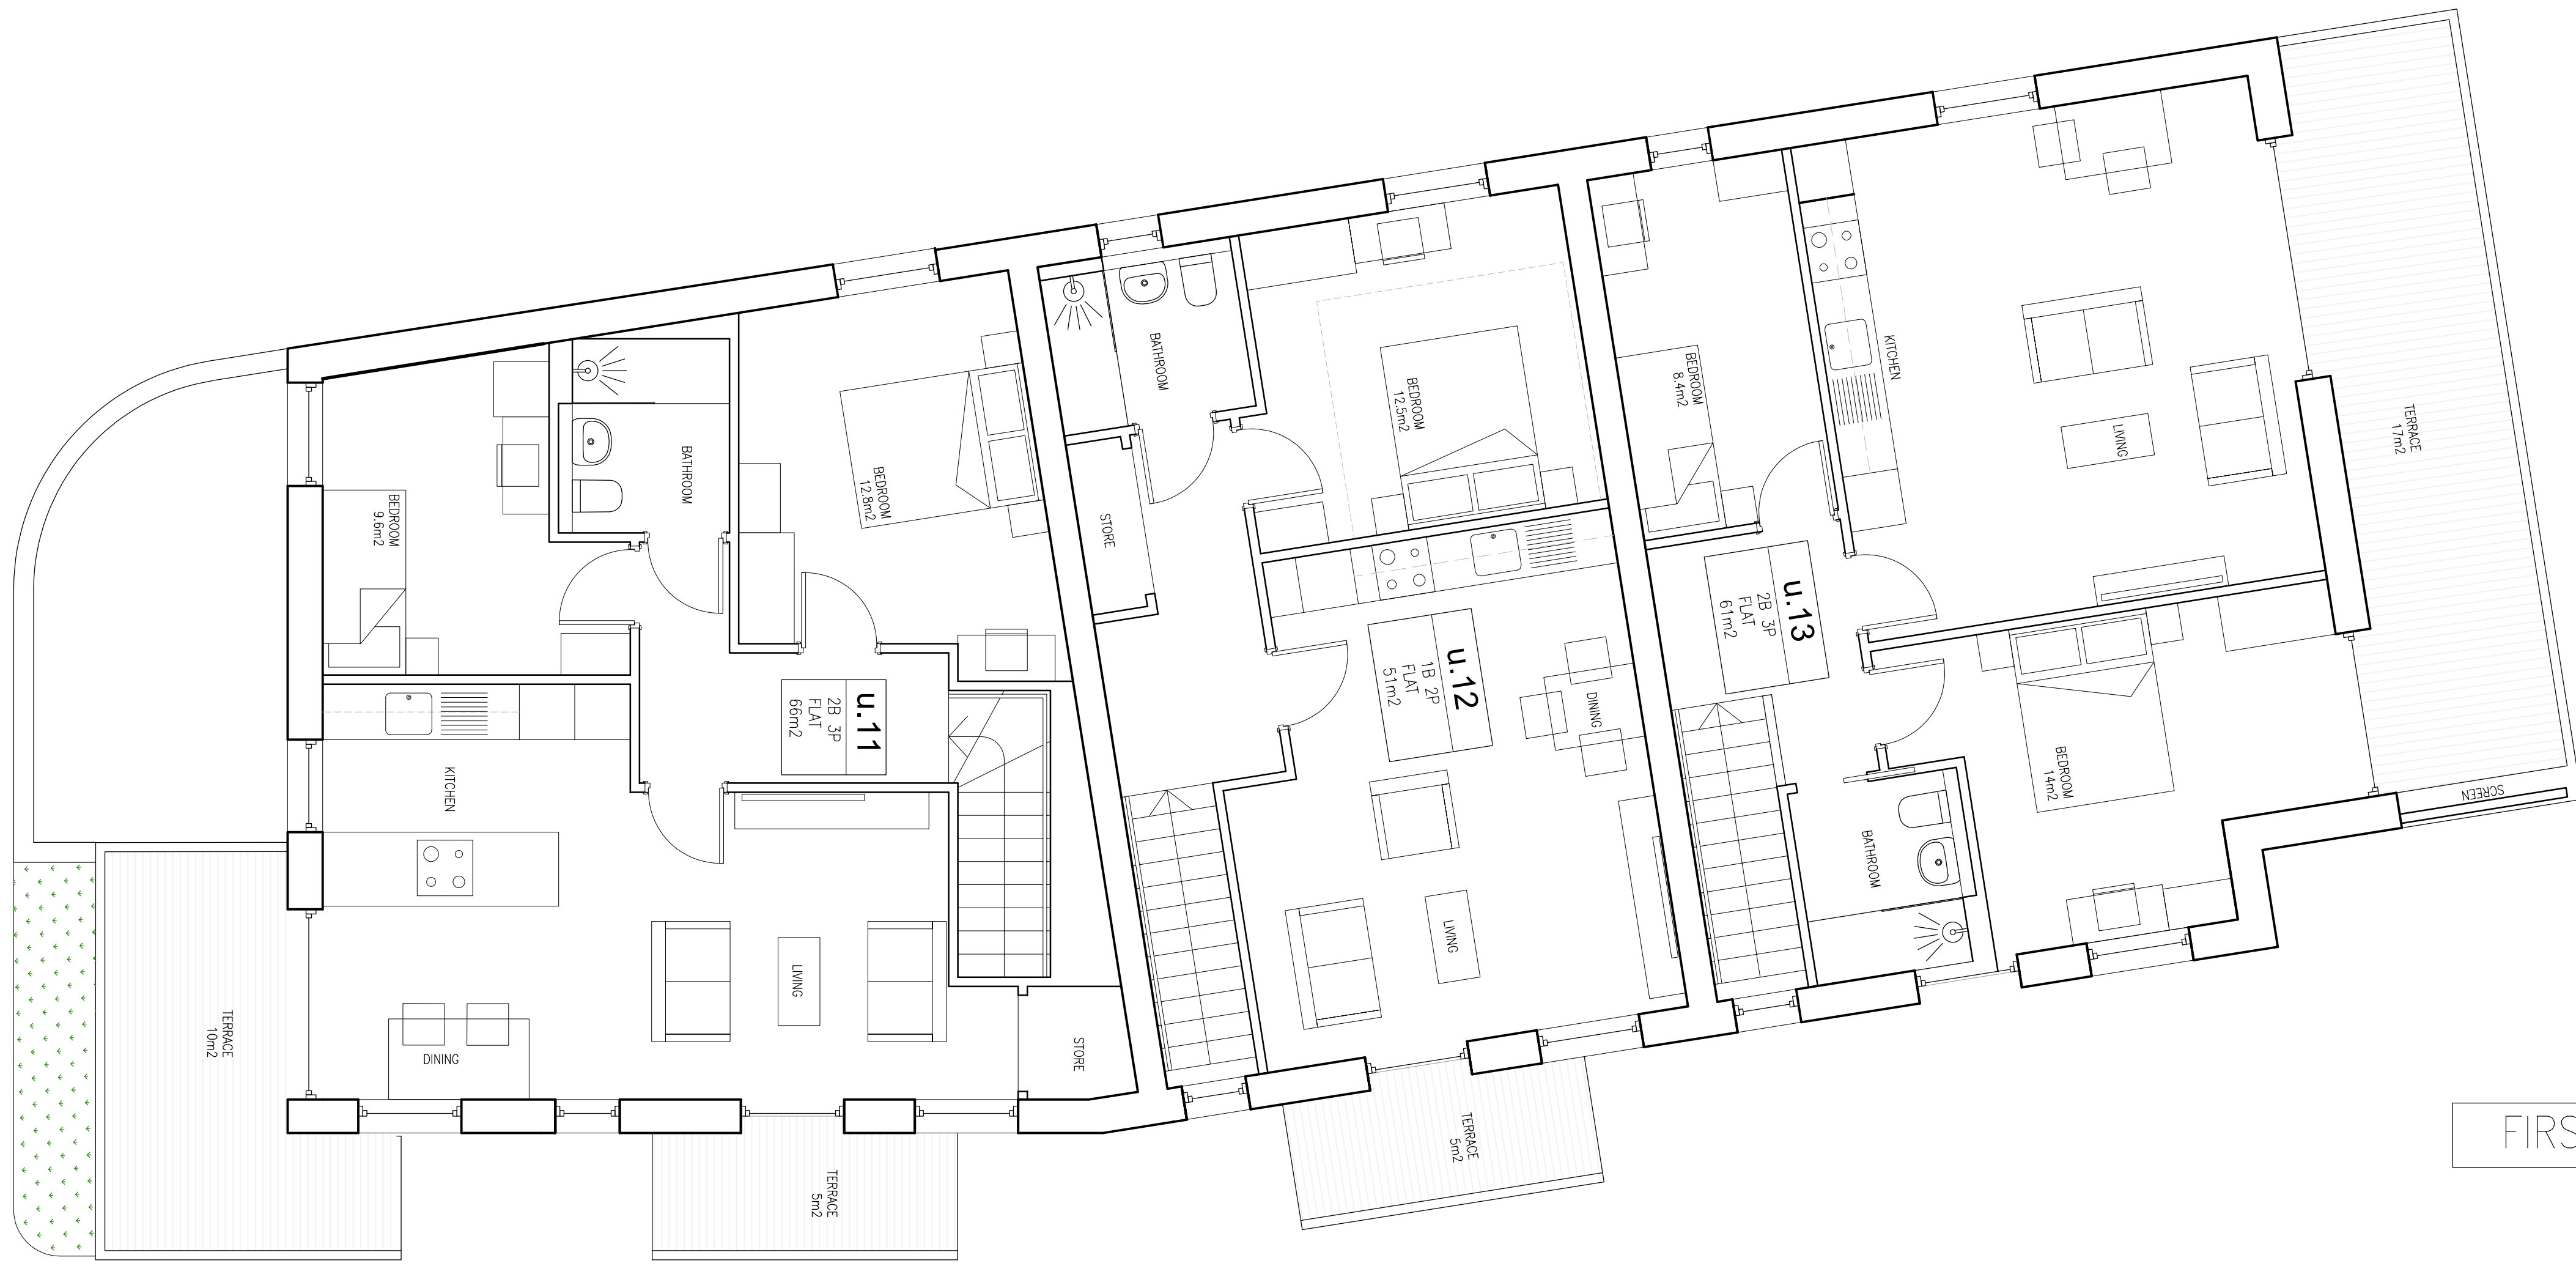 BEDROOM
9.6m2
BATHROOM
BEDROOM
12.8m2
KITCHEN
u.11
2B 3P
FLAT
66m2
LIVING
DINING
STORE
TERRACE
10m2
TERRACE
5m2
BATHROOM
STORE
BEDROOM
12.5m2
u.12
1B 2P
FLAT
51m2
DINING
LIVING
TERRACE
5m2
BEDROOM
8.4m2
KITCHEN
LIVING
TERRACE
17m2
u.13
2B 3P
FLAT
61m2
BEDROOM
14m2
BATHROOM
SCREEN
FIRS